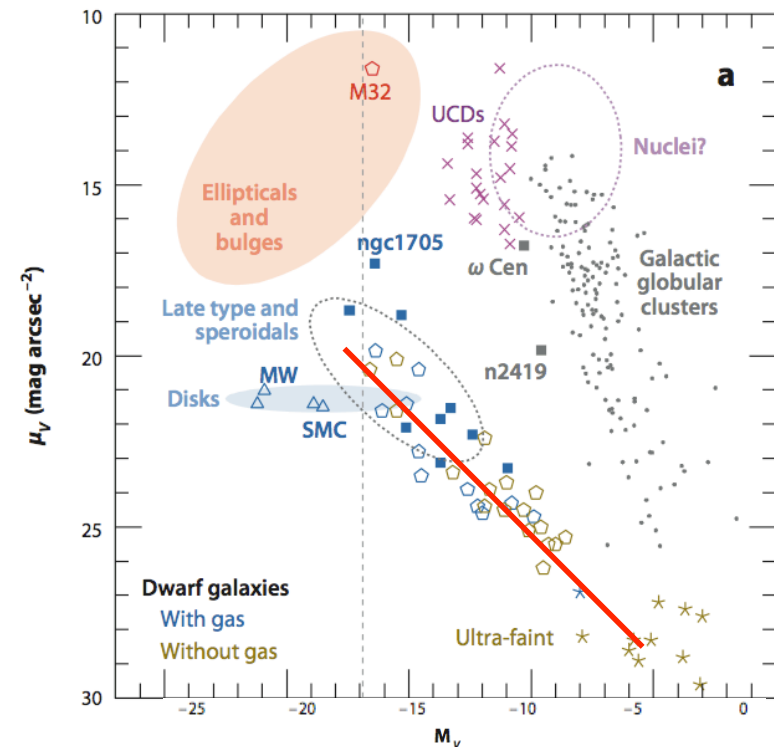 10
15
20
25
30
μV (mag arcsec−2)
a
M32
UCDs
Nuclei?
Ellipticals
and
bulges
ngc1705
ω Cen
Galactic
globular
clusters
Late type and
speroidals
n2419
MW
Disks
SMC
Dwarf galaxies
With gas
Without gas
Ultra-faint
−25
−20
−15
−10
−5
0
MV